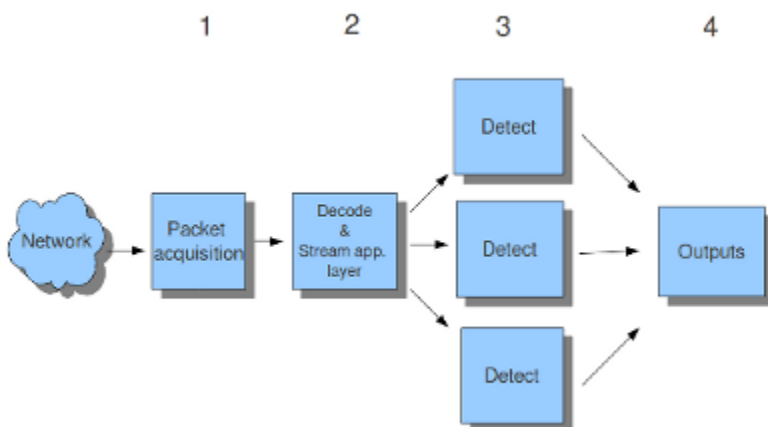 1
2
3
4
Network
Packet
acquisition
Decode
&
Stream app.
layer
Detect
Detect
Detect
Outputs